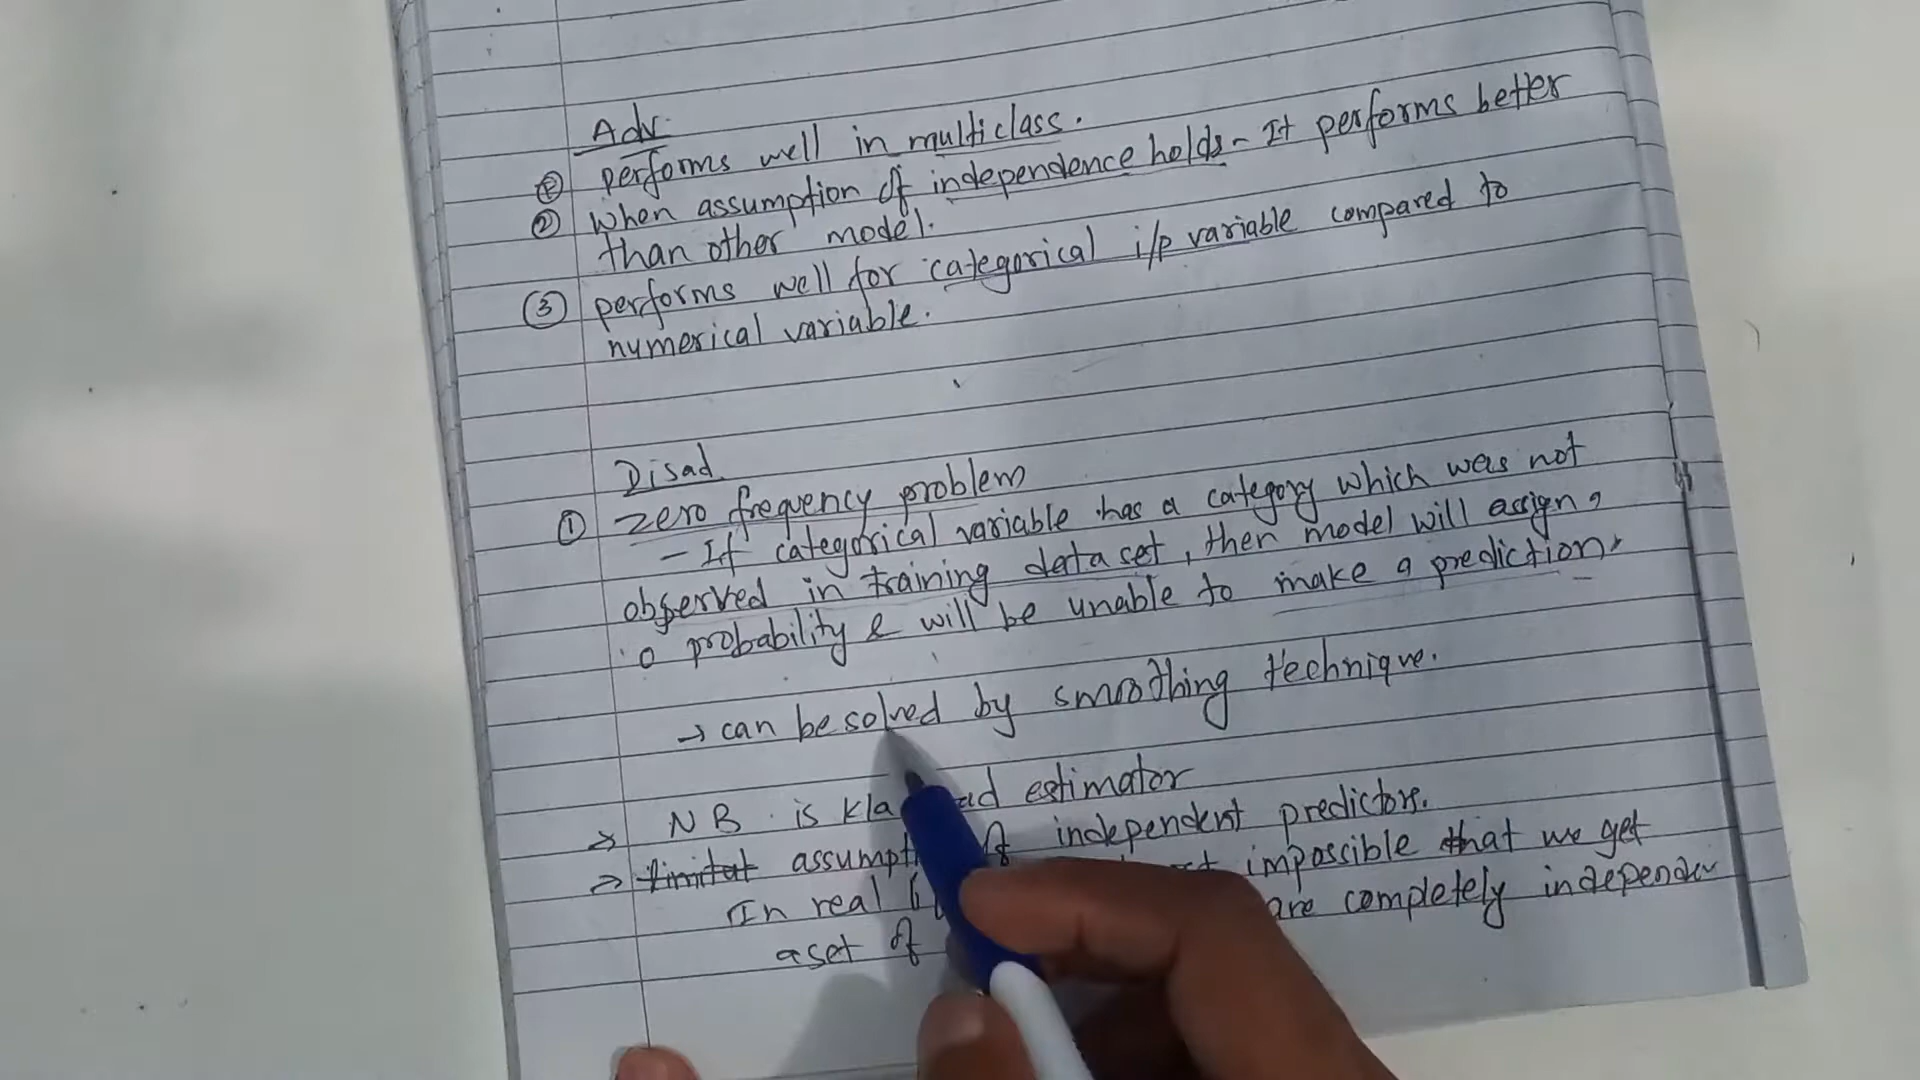 Adv.
① performs well in multiclass.
② when assumption of independence holds - It performs better
than other model.
③ performs well for categorical i/p variable compared to
numerical variable.
Disad
① zero frequency problem
- If categorical variable has a category which was not
observed in training data set, then model will assign a
0 probability & will be unable to make a prediction.
→ can be solved by smoothing technique.
→ NB is estimator
→ of independent predictors.
In real impossible that we get
a set of are completely